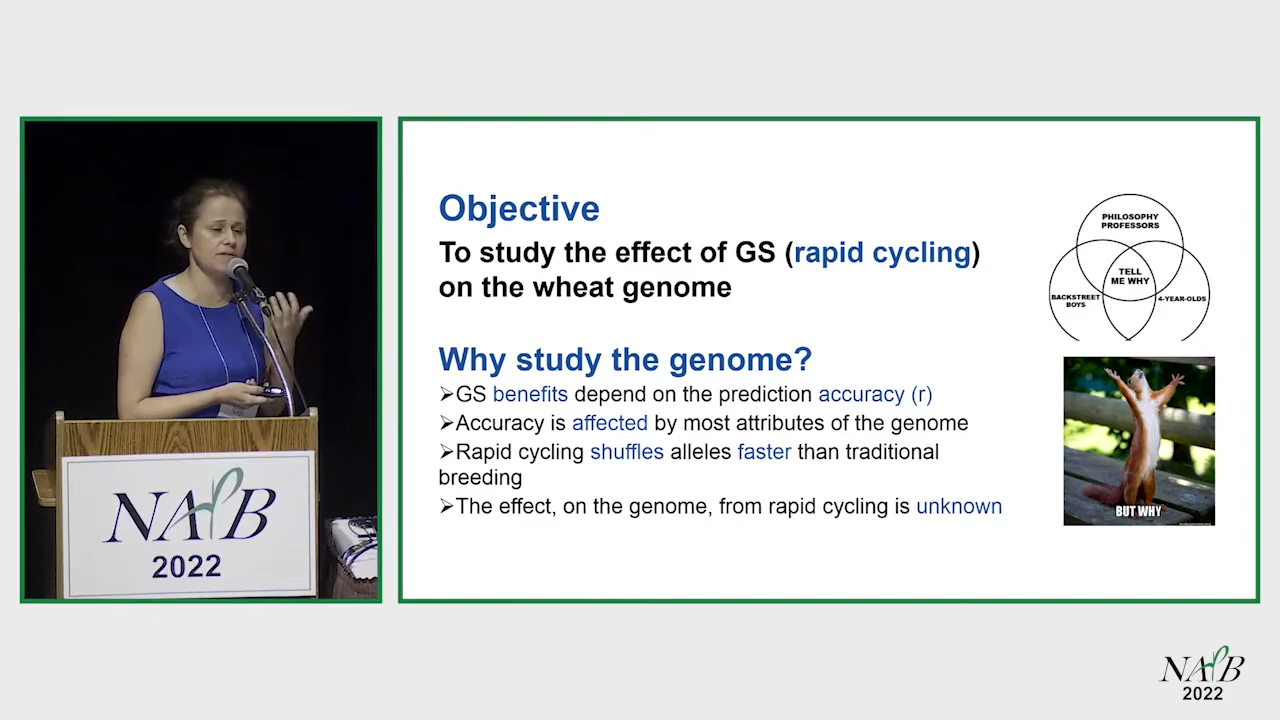 NAPB
2022
Objective
To study the effect of GS (rapid cycling)
on the wheat genome
Why study the genome?
➢GS benefits depend on the prediction accuracy (r)
➢Accuracy is affected by most attributes of the genome
➢Rapid cycling shuffles alleles faster than traditional
breeding
➢The effect, on the genome, from rapid cycling is unknown
PHILOSOPHY
PROFESSORS
TELL
ME WHY
BACKSTREET
BOYS
4-YEAR-OLDS
BUT WHY
NAPB
2022